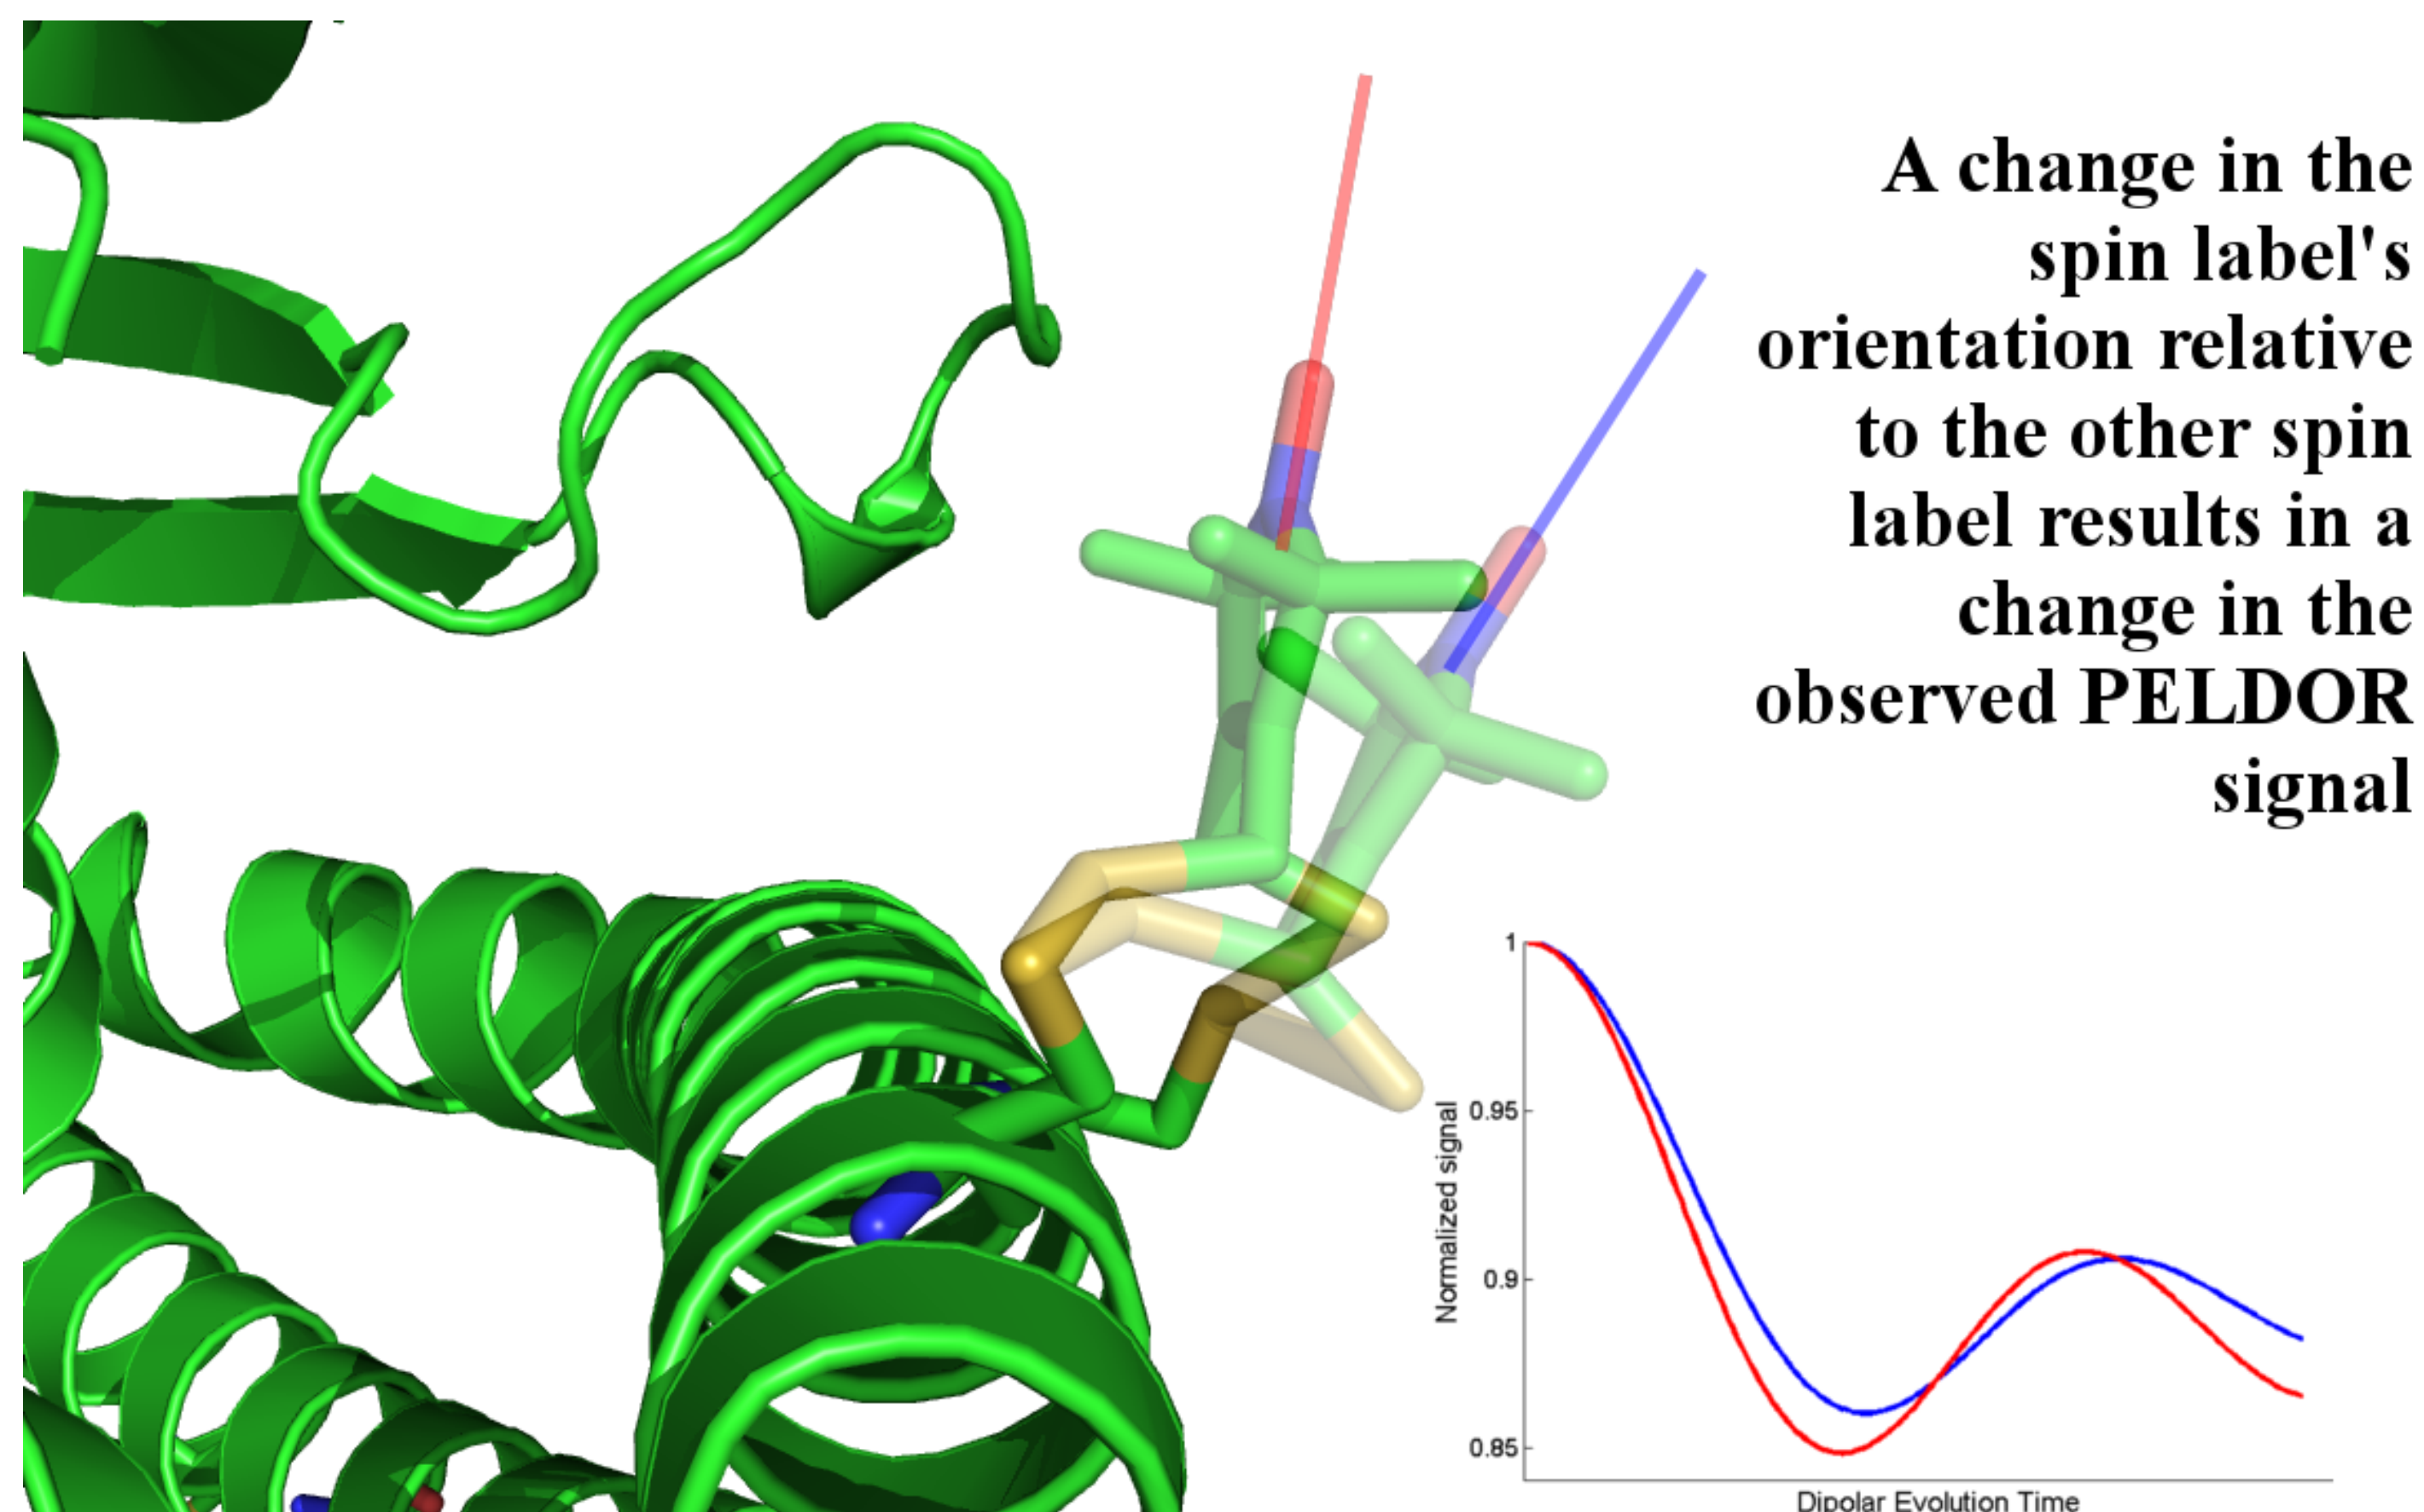 A change in the
spin label's
orientation relative
to the other spin
label results in a
change in the
observed PELDOR
signal
1
0.95
0.9
0.85
Normalized signal
Dipolar Evolution Time